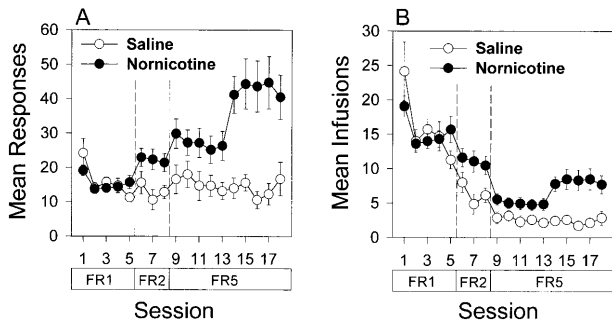 A
Saline
Nornicotine
Mean Responses
60
50
40
30
20
10
0
1 3 5 7 9 11 13 15 17
FR1 FR2 FR5
Session
B
Saline
Nornicotine
Mean Infusions
30
25
20
15
10
5
0
1 3 5 7 9 11 13 15 17
FR1 FR2 FR5
Session